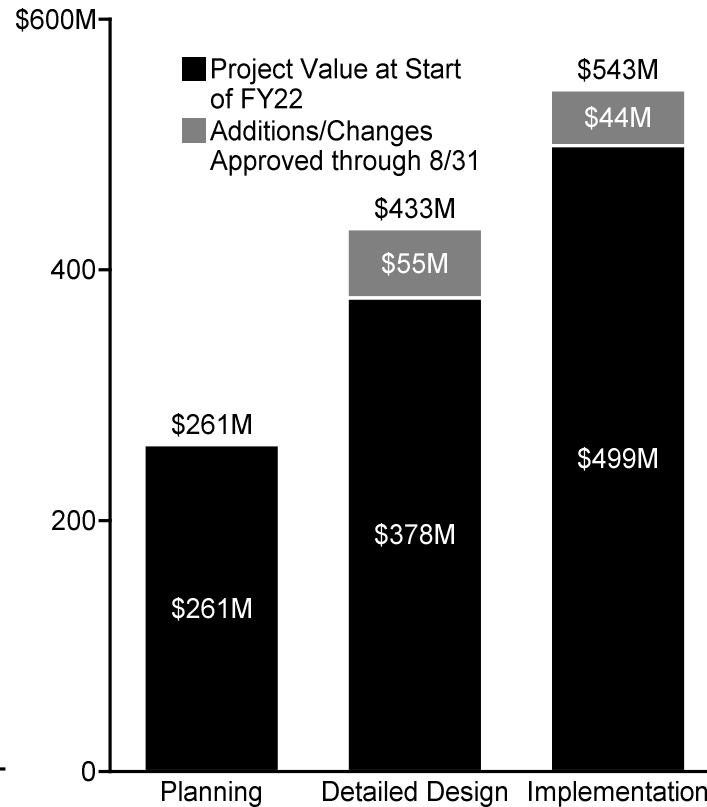 $600M
Project Value at Start
of FY22
Additions/Changes
Approved through 8/31
$543M
$44M
$433M
$55M
400
$261M
$499M
200
$378M
$261M
0
Planning
Detailed Design
Implementation